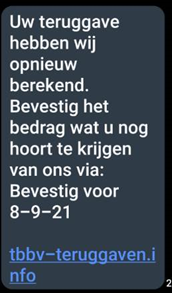 Uw teruggave
hebben wij
opnieuw
berekend.
Bevestig het
bedrag wat u nog
hoort te krijgen
van ons via:
Bevestig voor
8–9–21

tbbv–teruggaven.i
nfo
2